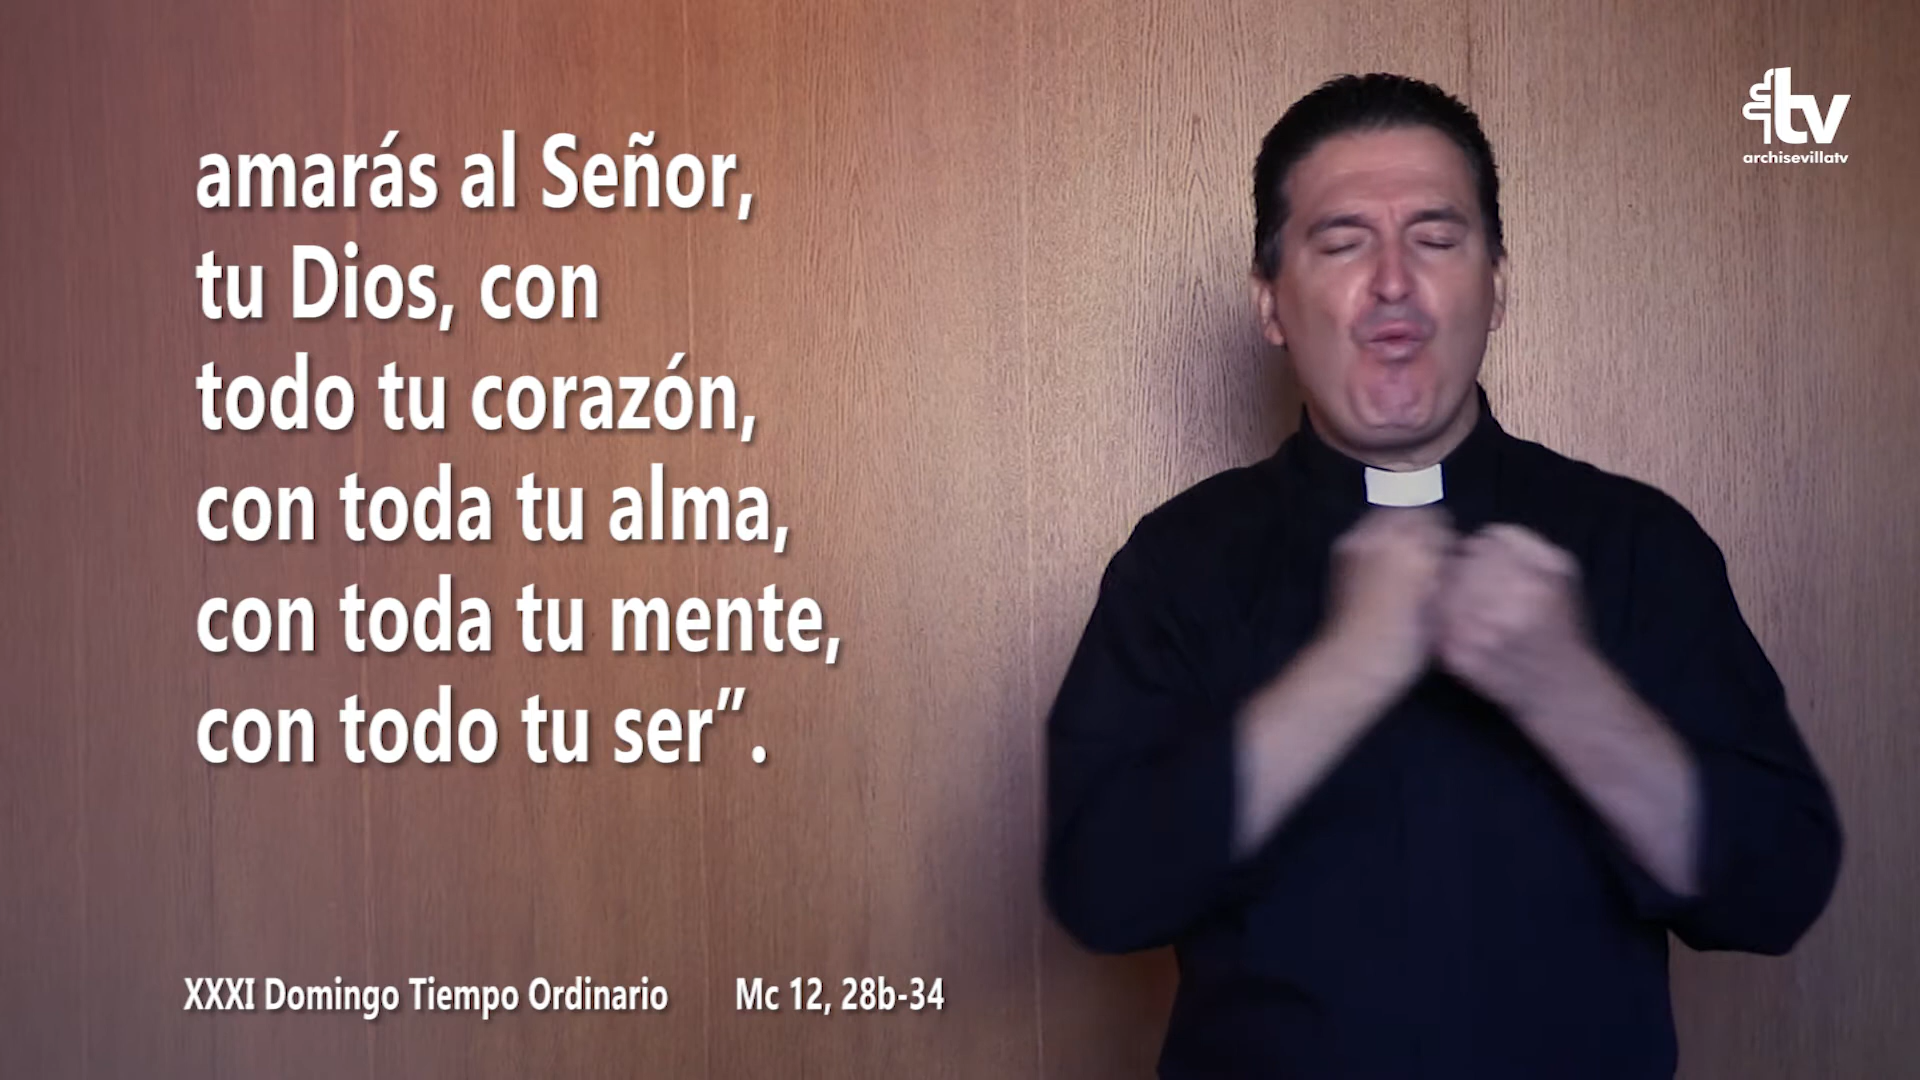 amarás al Señor,
tu Dios, con
todo tu corazón,
con toda tu alma,
con toda tu mente,
con todo tu ser”.
XXXI Domingo Tiempo Ordinario Mc 12, 28b-34
tv
archisevillatv